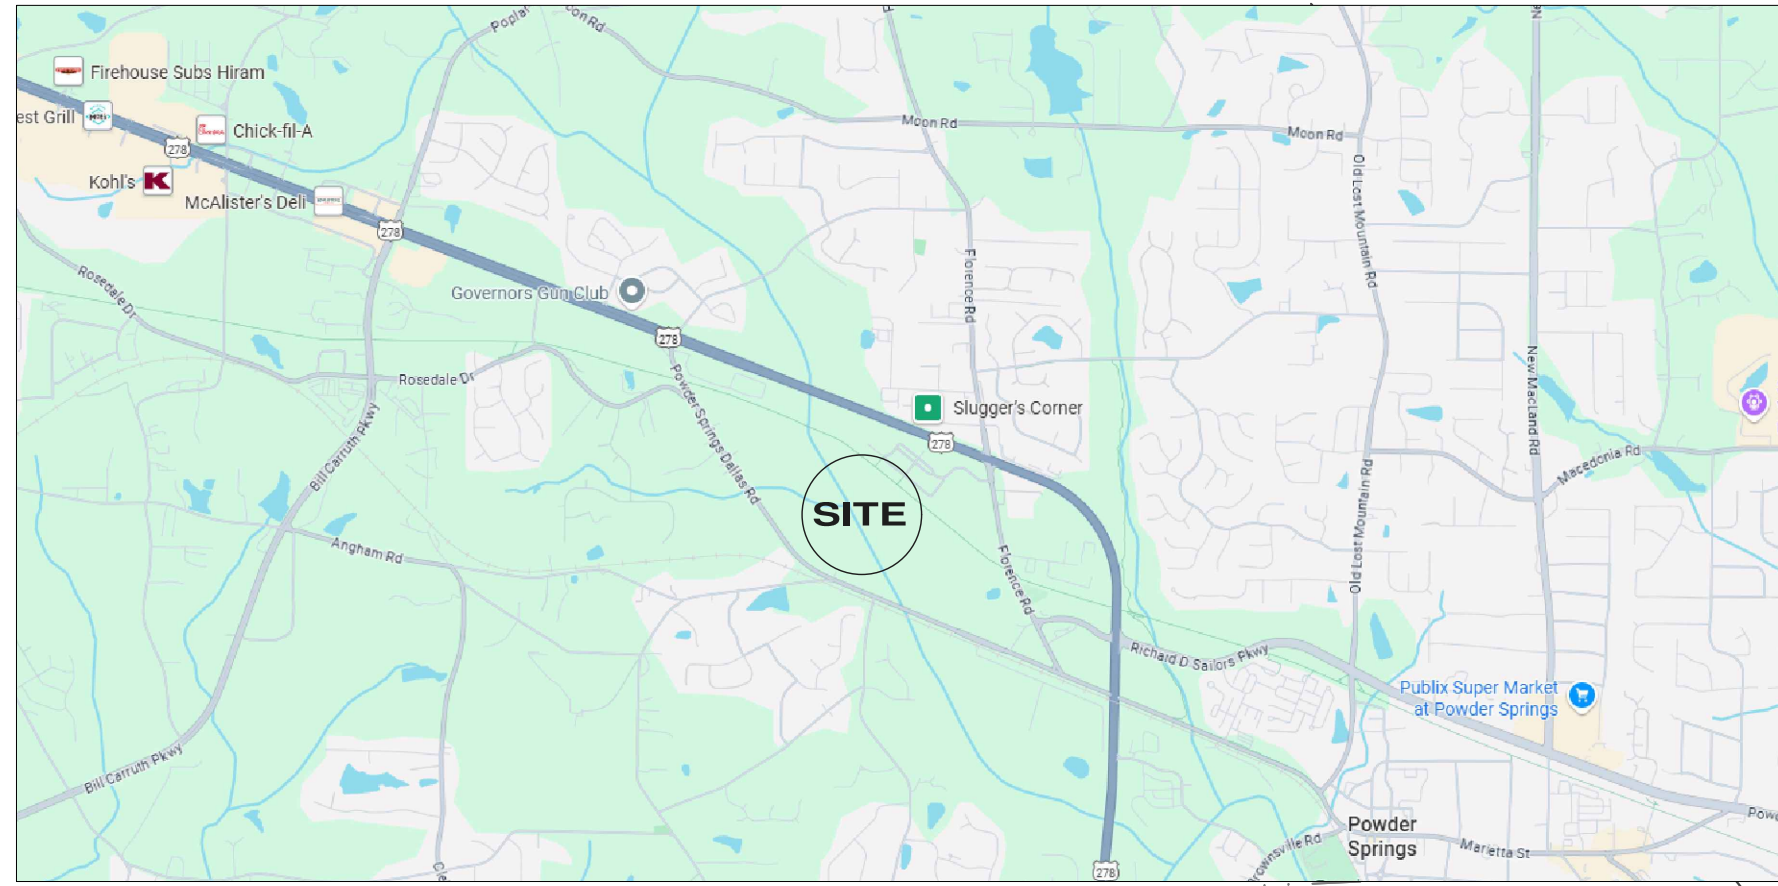 Poplar
Firehouse Subs Hiram
est Grill
Chick-fil-A
278
Kohl's
McAlister's Deli
278
Moon Rd
Moon Rd
Old Lost Mountain Rd
Rosedale Dr
Governors Gun Club
Florence Rd
278
Rosedale Dr
Powder Springs Dallas Rd
New MacLand Rd
Slugger's Corner
278
Bill Carruth Pkwy
Macedonia Rd
Old Lost Mountain Rd
SITE
Angham Rd
Florence Rd
Richard D Sailors Pkwy
Publix Super Market
at Powder Springs
Bill Carruth Pkwy
Powder
Springs
Marietta St
rownsville Rd
278